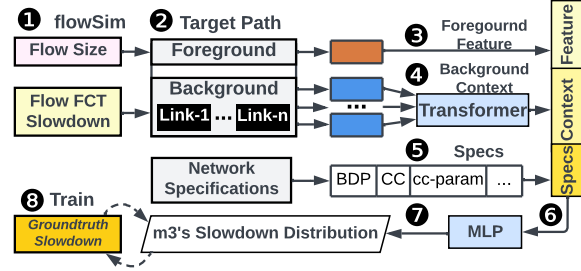 ❶ flowSim
❷ Target Path
Flow Size
Foreground
❸ Foregournd
Feature
Feature
Flow FCT
Slowdown
Background
Link-1 ... Link-n
...
❹ Background
Context
Transformer
Context
Network
Specifications
❺ Specs
BDP CC cc-param ...
Specs
❻
❽ Train
Groundtruth
Slowdown
m3's Slowdown Distribution
❼
MLP